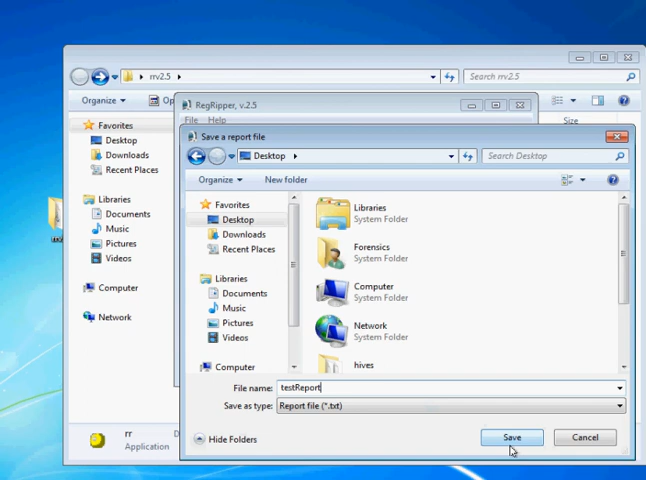 rrv2.5
Search rrv2.5
Organize
Op
RegRipper, v.2.5
Size
File Help
Favorites
Desktop
Downloads
Recent Places
Libraries
Documents
Music
Pictures
Videos
Computer
Network
rr
D
Application
Save a report file
Desktop
Search Desktop
Organize
New folder
Favorites
Desktop
Downloads
Recent Places
Libraries
Documents
Music
Pictures
Videos
Computer
Libraries
System Folder
Forensics
System Folder
Computer
System Folder
Network
System Folder
hives
File name: testReport
Save as type: Report file (*.txt)
Hide Folders
Save
Cancel